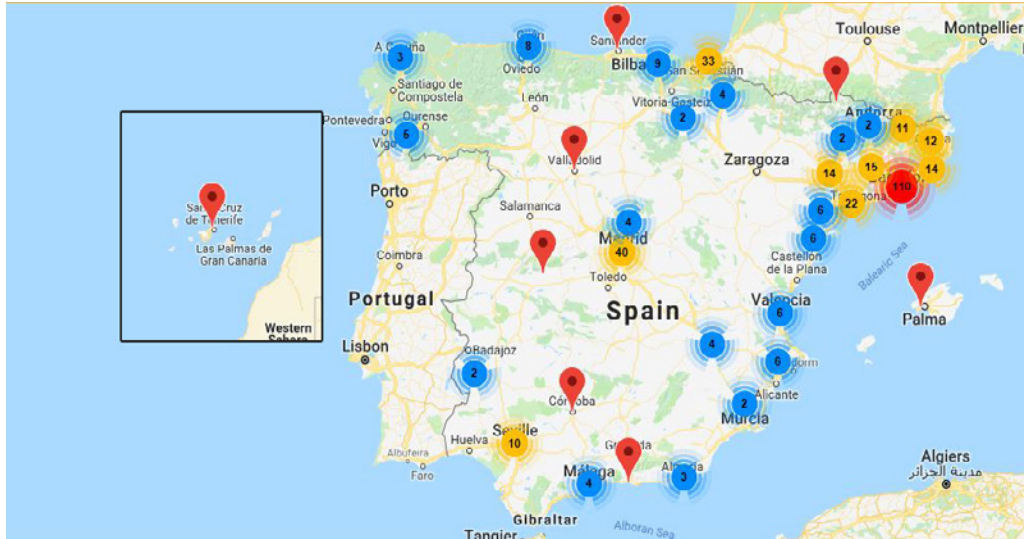 Toulouse
Montpellier
A Coruña
3
8
Oviedo
Santander
Bilba
9
San Sebastián
33
Santiago de
Compostela
León
Vitoria-Gasteiz
4
2
Andorra
2
2
11
12
Pontevedra
Ourense
5
Vigo
Valladolid
Zaragoza
14
15
14
110
Tarragona
22
Porto
Salamanca
4
Madrid
40
6
6
Santa Cruz
de Tenerife
Las Palmas de
Gran Canaria
Western
Sahara
Coimbra
Toledo
Castellón
de la Plana
Balearic Sea
Portugal
Spain
Valencia
6
Palma
Lisbon
Badajoz
2
4
6
Alicante
Córdoba
2
Murcia
Huelva
Seville
10
Granada
Albufeira
Faro
Málaga
4
Almería
3
Algiers
مدينة الجزائر
Gibraltar
Alboran Sea
Tangier